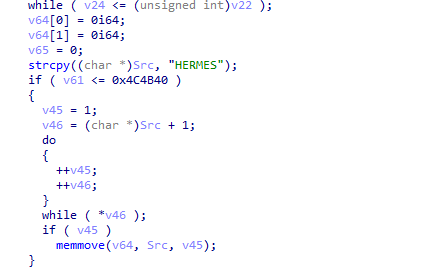 while ( v24 <= (unsigned int)v22 );
v64[0] = 0i64;
v64[1] = 0i64;
v65 = 0;
strcpy((char *)Src, "HERMES");
if ( v61 <= 0x4C4B40 )
{
v45 = 1;
v46 = (char *)Src + 1;
do
{
++v45;
++v46;
}
while ( *v46 );
if ( v45 )
memmove(v64, Src, v45);
}